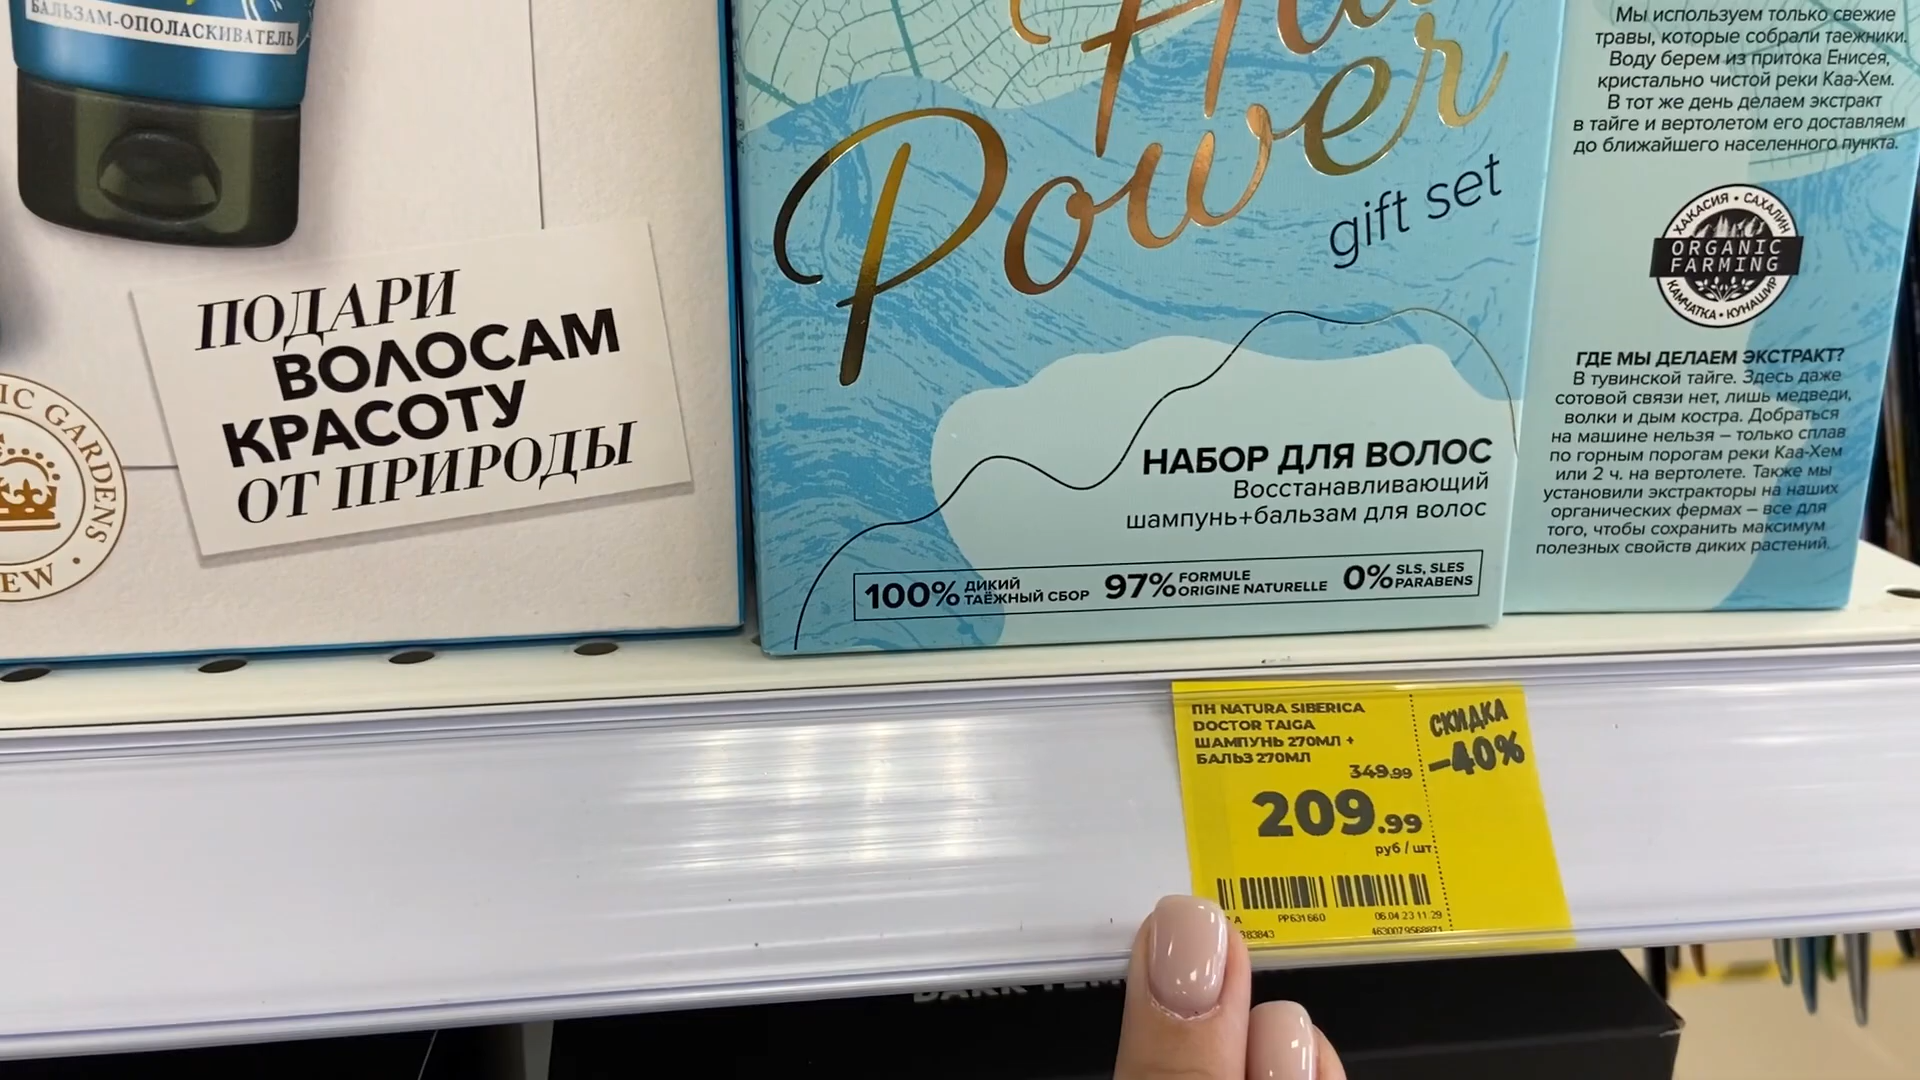 БАЛЬЗАМ-ОПОЛАСКИВАТЕЛЬ
ПОДАРИ
ВОЛОСАМ
КРАСОТУ
ОТ ПРИРОДЫ
GARDENS
EW
Power
gift set
НАБОР ДЛЯ ВОЛОС
Восстанавливающий
шампунь+бальзам для волос
100% ДИКИЙ ТАЁЖНЫЙ СБОР 97% FORMULE ORIGINE NATURELLE 0% SLS, SLES PARABENS
Мы используем только свежие
травы, которые собрали таежники.
Воду берем из притока Енисея,
кристально чистой реки Каа-Хем.
В тот же день делаем экстракт
в тайге и вертолетом его доставляем
до ближайшего населенного пункта.
ХАКАСИЯ • САХАЛИН
ORGANIC
FARMING
КАМЧАТКА • КУНАШИР
ГДЕ МЫ ДЕЛАЕМ ЭКСТРАКТ?
В тувинской тайге. Здесь даже
сотовой связи нет, лишь медведи,
волки и дым костра. Добраться
на машине нельзя – только сплав
по горным порогам реки Каа-Хем
или 2 ч. на вертолете. Также мы
установили экстракторы на наших
органических фермах – все для
того, чтобы сохранить максимум
полезных свойств диких растений.
ПН NATURA SIBERICA
DOCTOR TAIGA
ШАМПУНЬ 270МЛ +
БАЛЬЗ 270МЛ
349.99
209.99
руб / шт
СКИДКА
-40%
А PP631660 06.04.23 11:29
383843 4630079568871